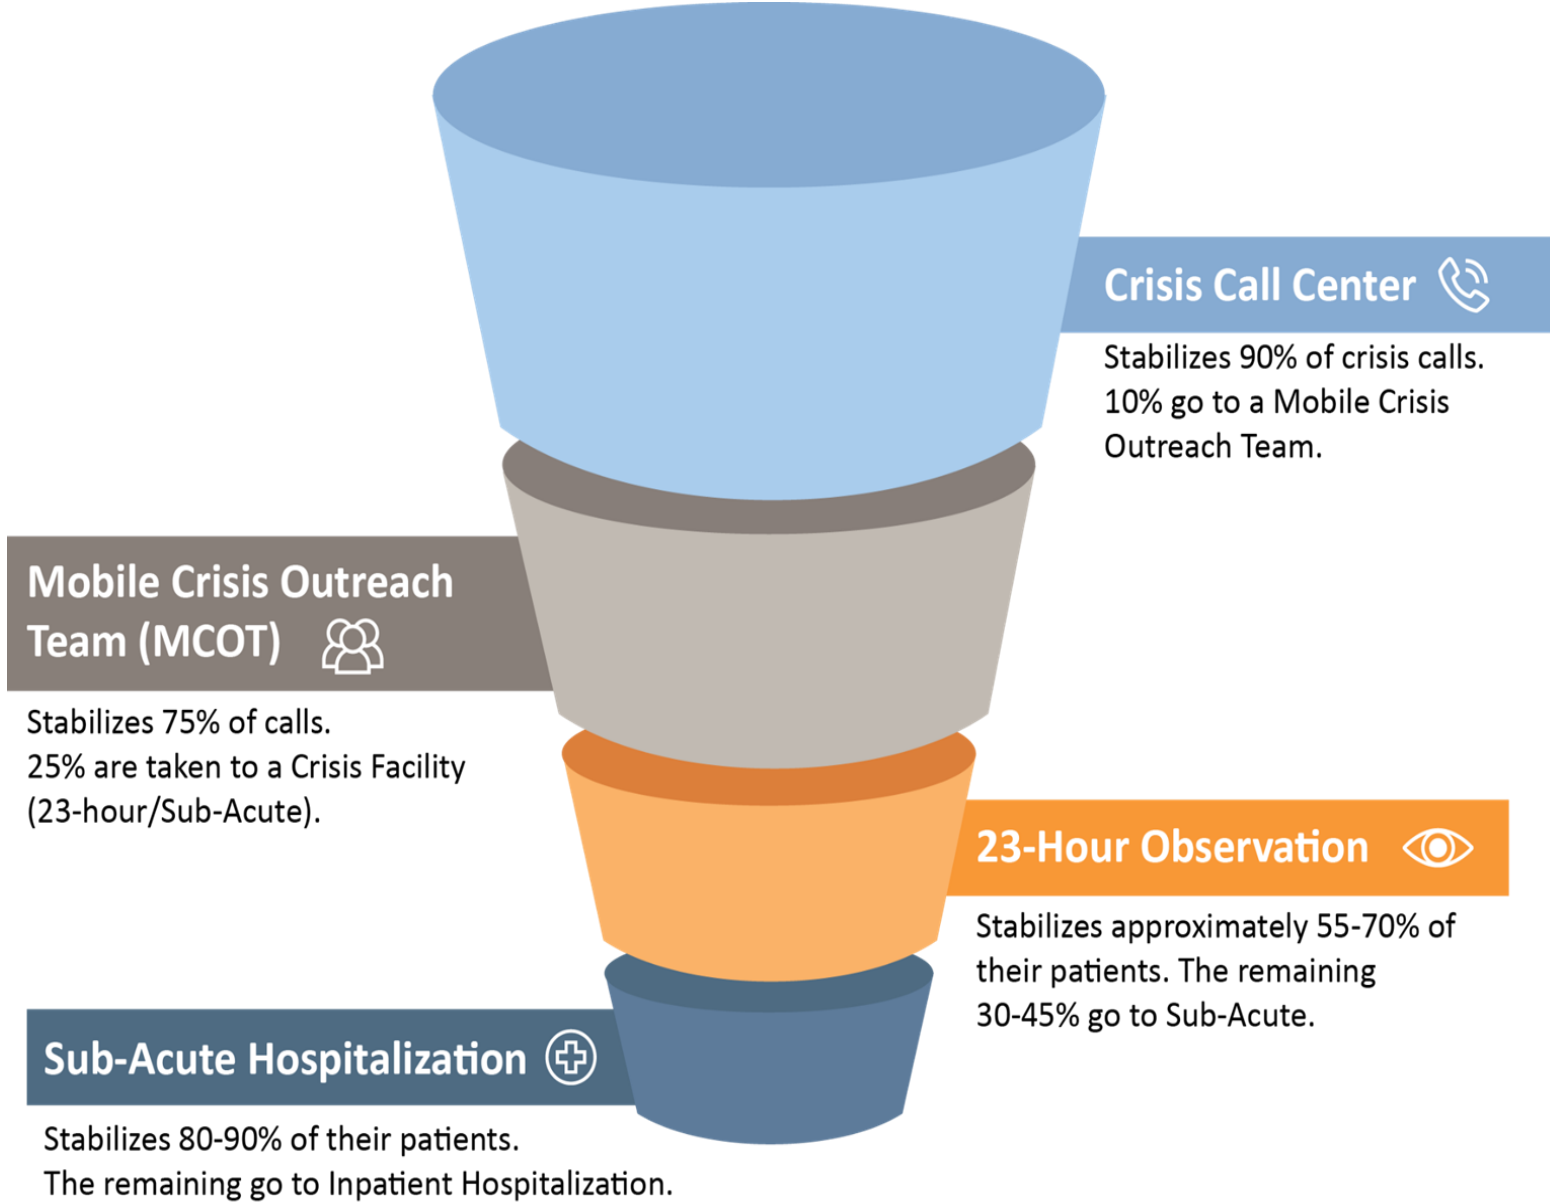 Crisis Call Center
Stabilizes 90% of crisis calls.
10% go to a Mobile Crisis
Outreach Team.
Mobile Crisis Outreach
Team (MCOT)
Stabilizes 75% of calls.
25% are taken to a Crisis Facility
(23-hour/Sub-Acute).
23-Hour Observation
Stabilizes approximately 55-70% of
their patients. The remaining
30-45% go to Sub-Acute.
Sub-Acute Hospitalization
Stabilizes 80-90% of their patients.
The remaining go to Inpatient Hospitalization.